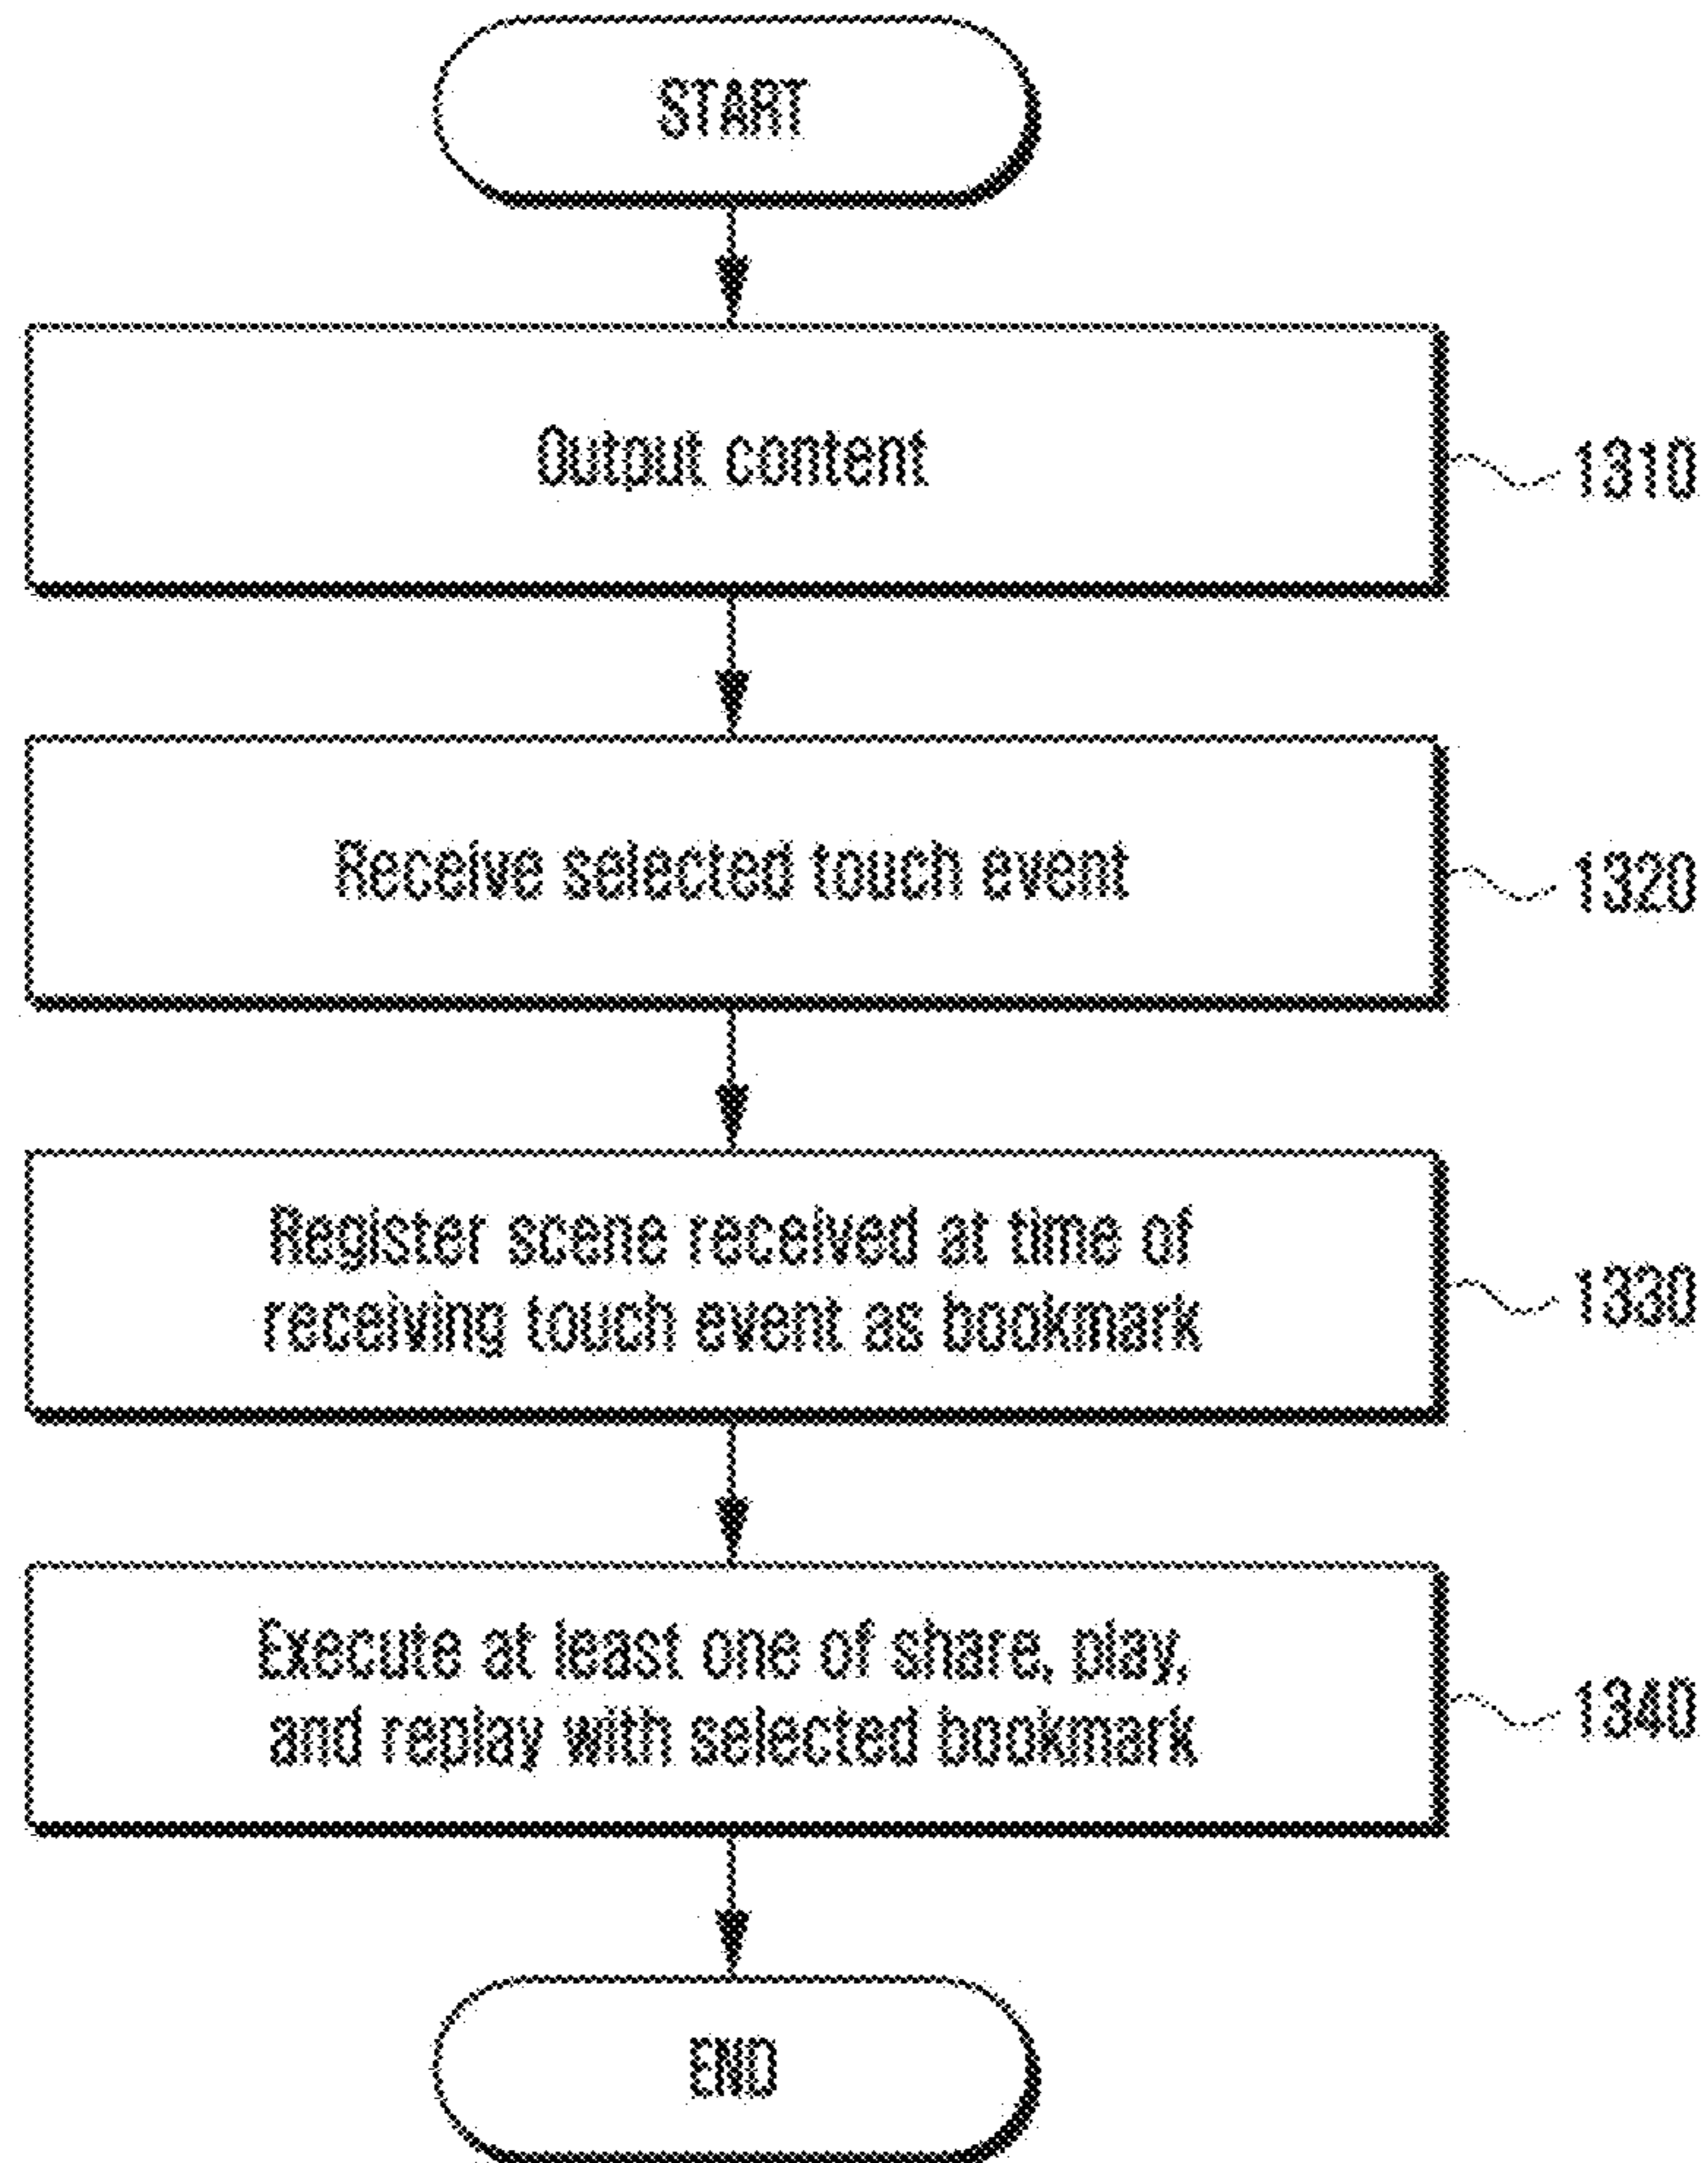 START
Output content
1310
Receive selected touch event
1320
Register scene received at time of
receiving touch event as bookmark
1330
Execute at least one of share, play,
and replay with selected bookmark
1340
END